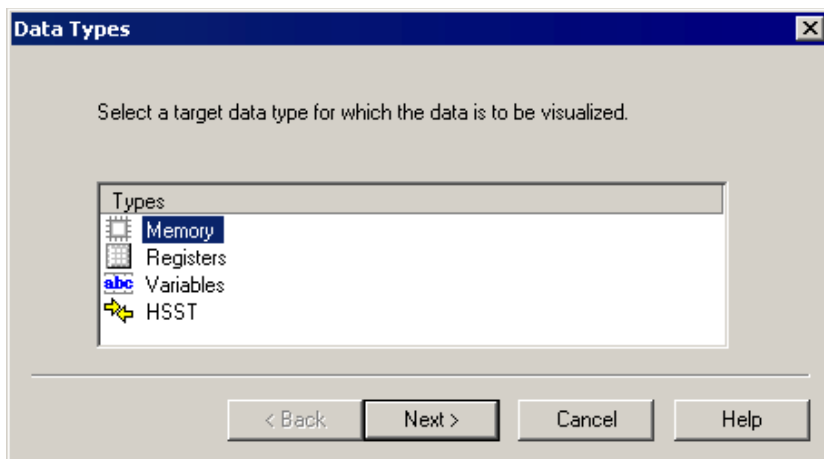 Data Types
Select a target data type for which the data is to be visualized.
Types
Memory
Registers
abc Variables
HSST
< Back Next > Cancel Help